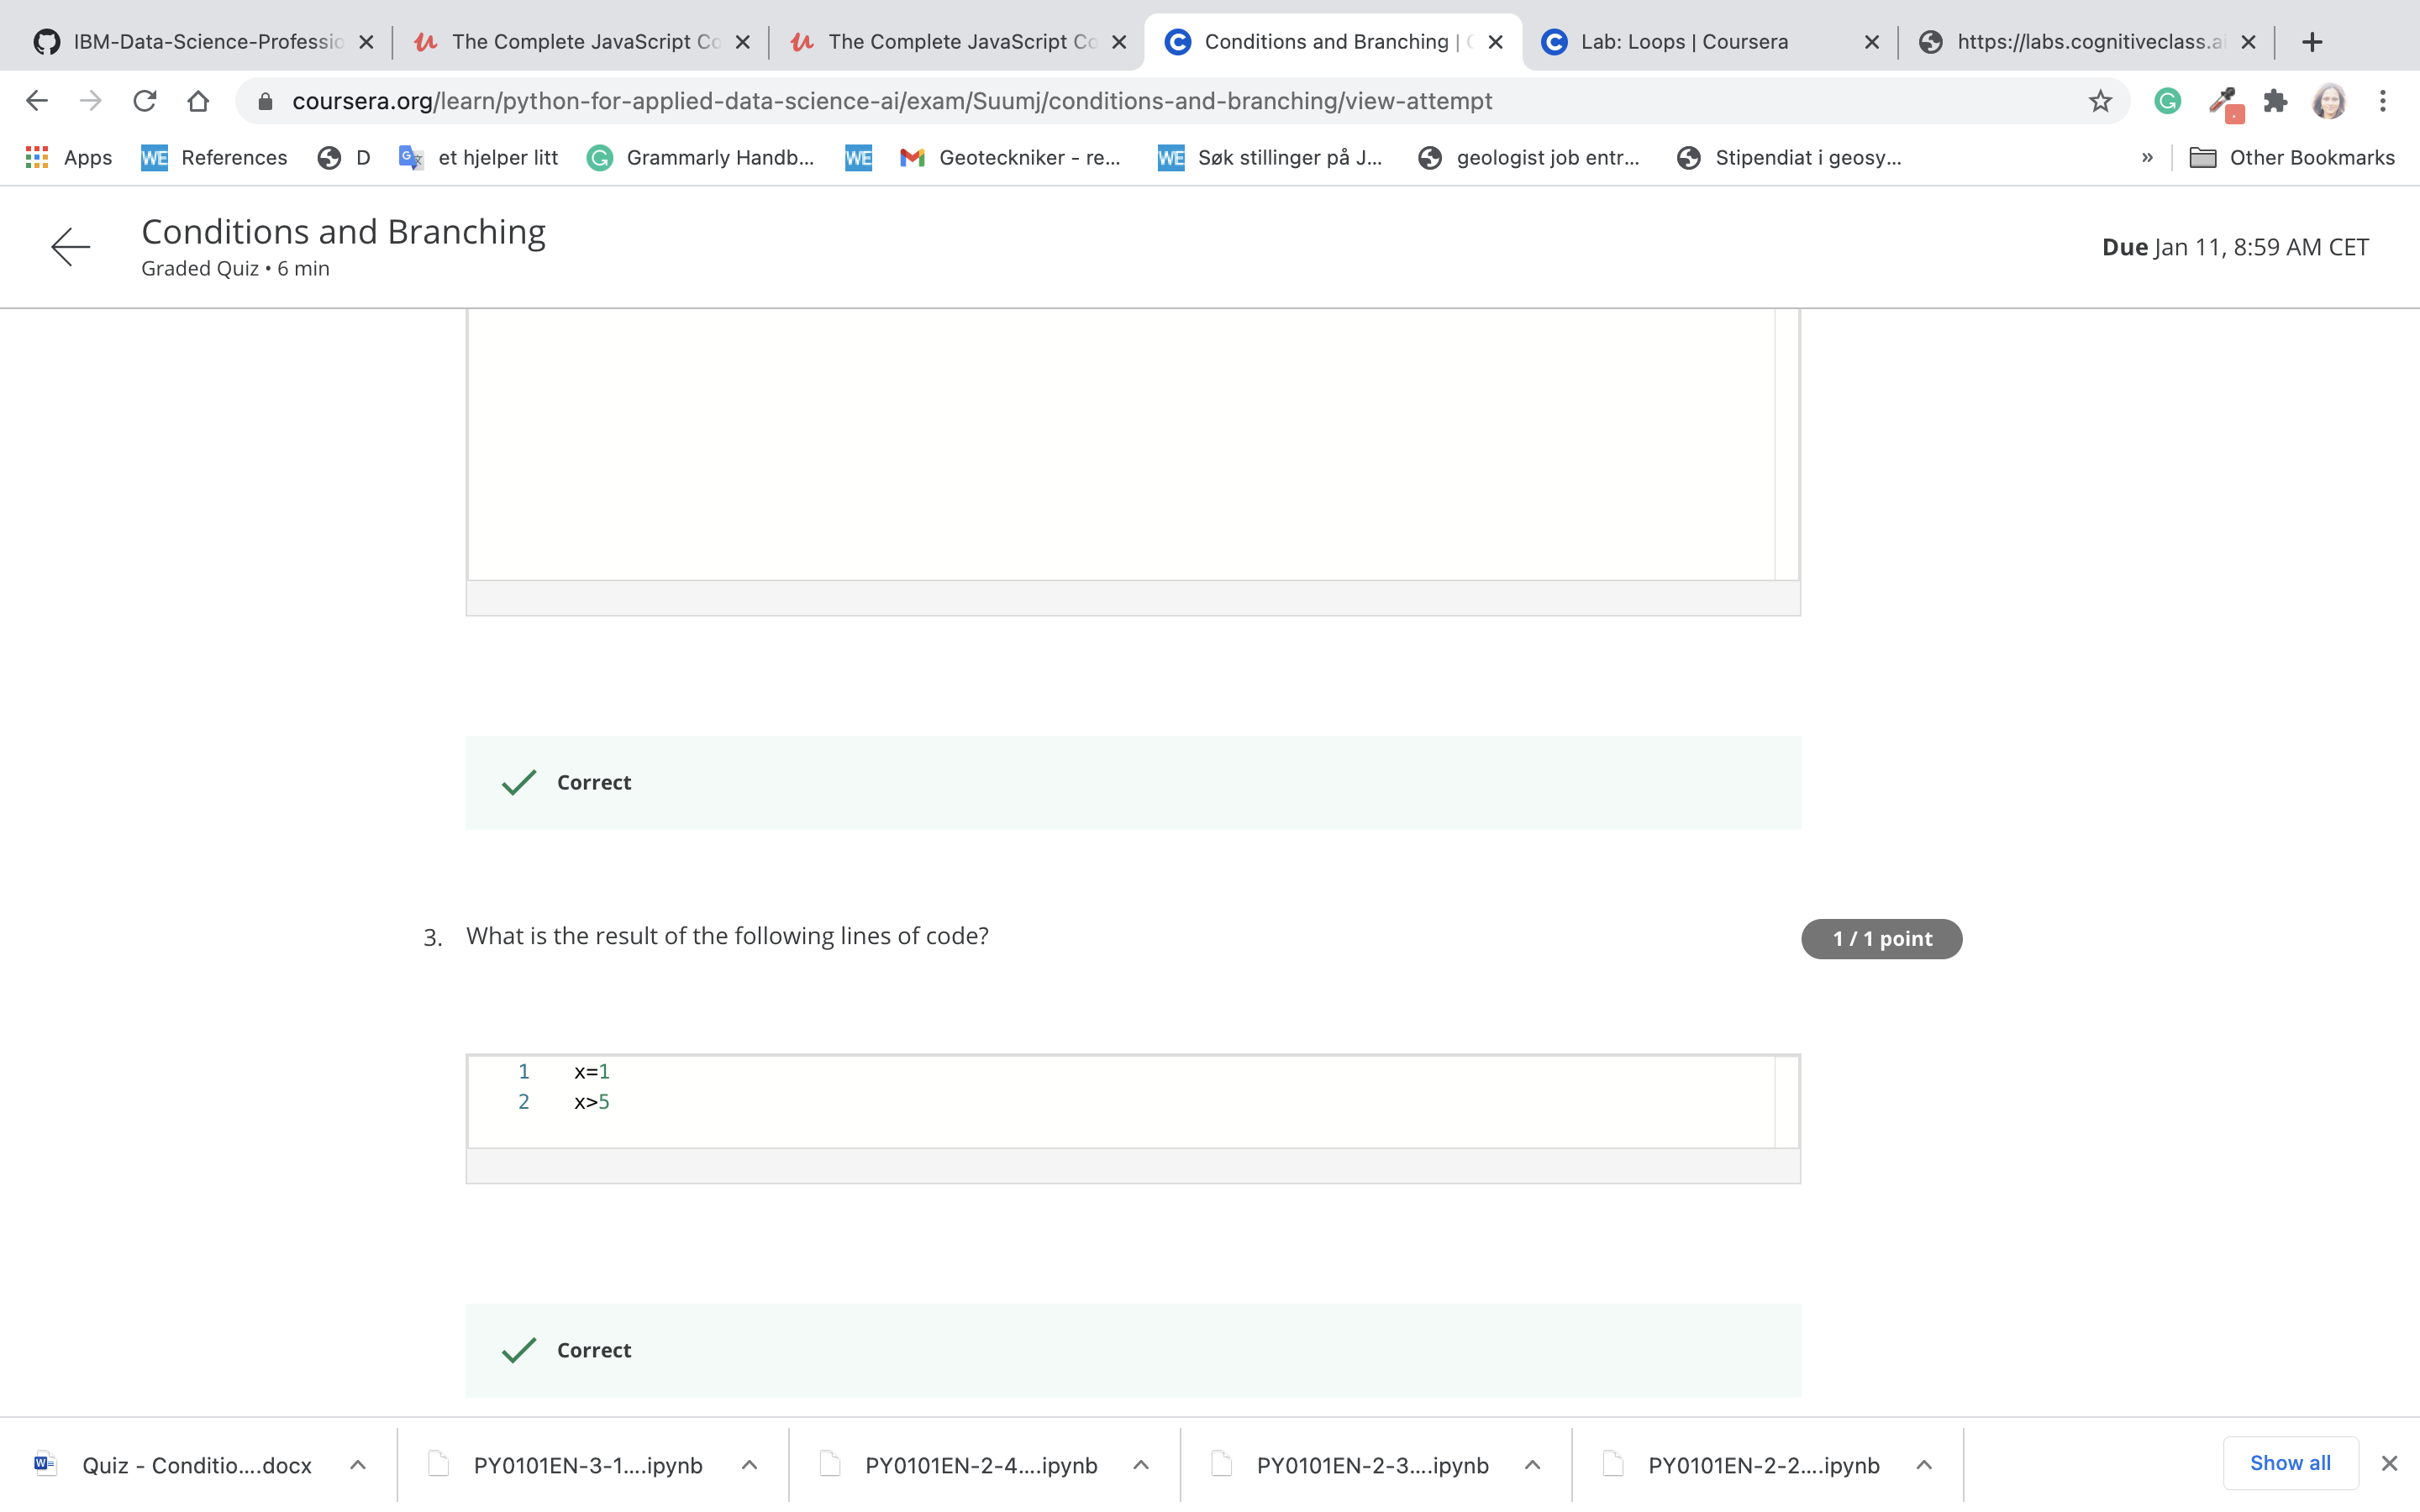 IBM-Data-Science-Professio
The Complete JavaScript Co
The Complete JavaScript Co
Conditions and Branching |
Lab: Loops | Coursera
https://labs.cognitiveclass.ai
coursera.org/learn/python-for-applied-data-science-ai/exam/Suumj/conditions-and-branching/view-attempt
Apps
WE References
D
et hjelper litt
Grammarly Handb...
WE
Geoteckniker - re...
WE Søk stillinger på J...
geologist job entr...
Stipendiat i geosy...
»
Other Bookmarks
Conditions and Branching
Graded Quiz • 6 min
Due Jan 11, 8:59 AM CET
Correct
3. What is the result of the following lines of code?
1 / 1 point
1 x=1
2 x>5
Correct
Quiz - Conditio....docx
PY0101EN-3-1....ipynb
PY0101EN-2-4....ipynb
PY0101EN-2-3....ipynb
PY0101EN-2-2....ipynb
Show all